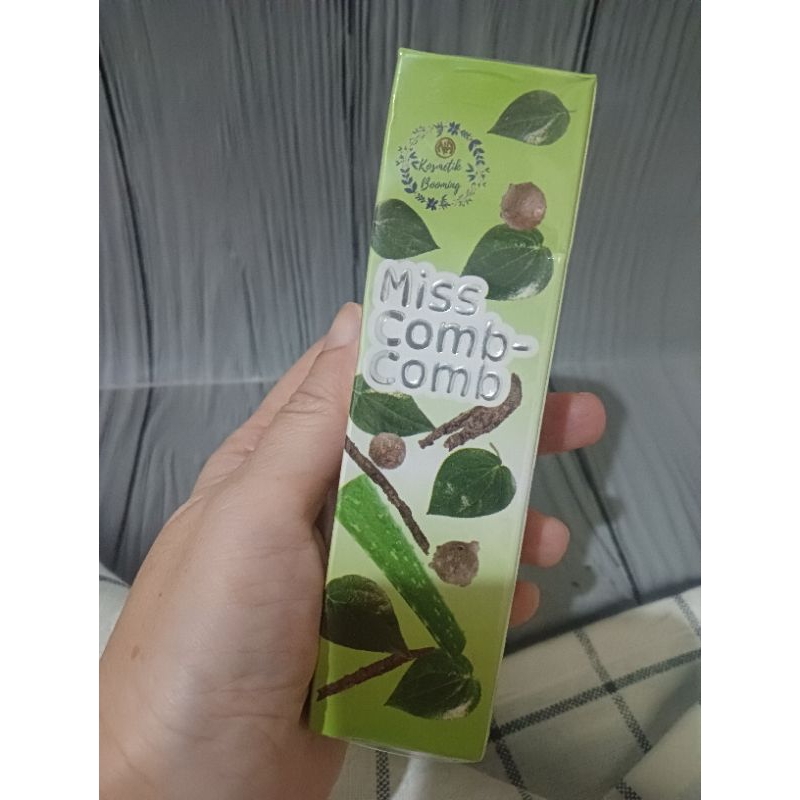 Kosmetik
Booming
Miss
Comb-
Comb